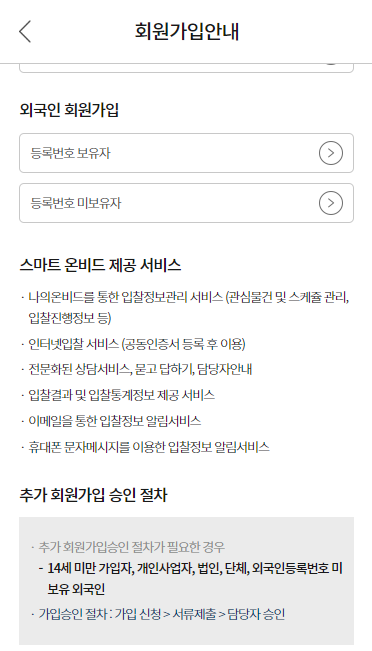 회원가입안내
외국인 회원가입
등록번호 보유자
등록번호 미보유자
스마트 온비드 제공 서비스
· 나의온비드를 통한 입찰정보관리 서비스 (관심물건 및 스케쥴 관리,
입찰진행정보 등)
· 인터넷입찰 서비스 (공동인증서 등록 후 이용)
· 전문화된 상담서비스, 묻고 답하기, 담당자안내
· 입찰결과 및 입찰통계정보 제공 서비스
· 이메일을 통한 입찰정보 알림서비스
· 휴대폰 문자메시지를 이용한 입찰정보 알림서비스
추가 회원가입 승인 절차
· 추가 회원가입승인 절차가 필요한 경우
- 14세 미만 가입자, 개인사업자, 법인, 단체, 외국인등록번호 미
보유 외국인
· 가입승인 절차 : 가입 신청 > 서류제출 > 담당자 승인